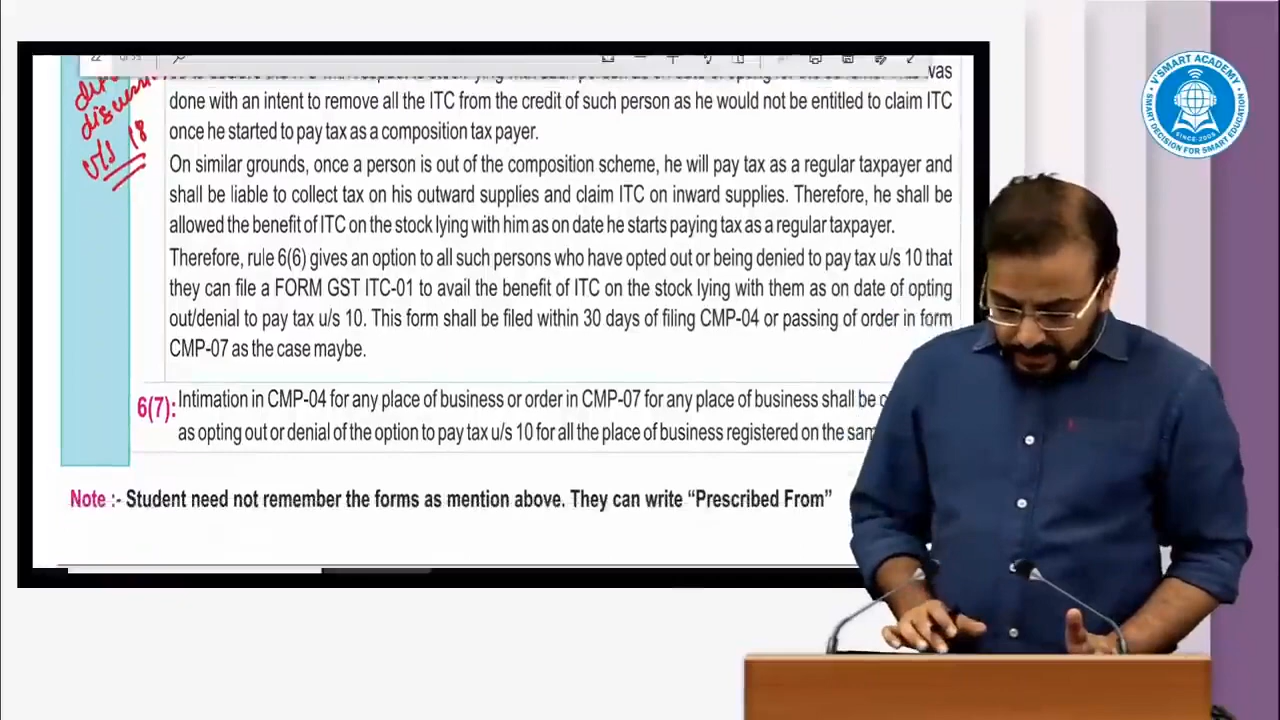 was
done with an intent to remove all the ITC from the credit of such person as he would not be entitled to claim ITC
once he started to pay tax as a composition tax payer.
On similar grounds, once a person is out of the composition scheme, he will pay tax as a regular taxpayer and
shall be liable to collect tax on his outward supplies and claim ITC on inward supplies. Therefore, he shall be
allowed the benefit of ITC on the stock lying with him as on date he starts paying tax as a regular taxpayer.
Therefore, rule 6(6) gives an option to all such persons who have opted out or being denied to pay tax u/s 10 that
they can file a FORM GST ITC-01 to avail the benefit of ITC on the stock lying with them as on date of opting
out/denial to pay tax u/s 10. This form shall be filed within 30 days of filing CMP-04 or passing of order in form
CMP-07 as the case maybe.
6(7): Intimation in CMP-04 for any place of business or order in CMP-07 for any place of business shall be
as opting out or denial of the option to pay tax u/s 10 for all the place of business registered on the
Note :- Student need not remember the forms as mention above. They can write “Prescribed From”
u/s 18
V'SMART ACADEMY
SMART DECISION FOR SMART EDUCATION
SINCE 2005